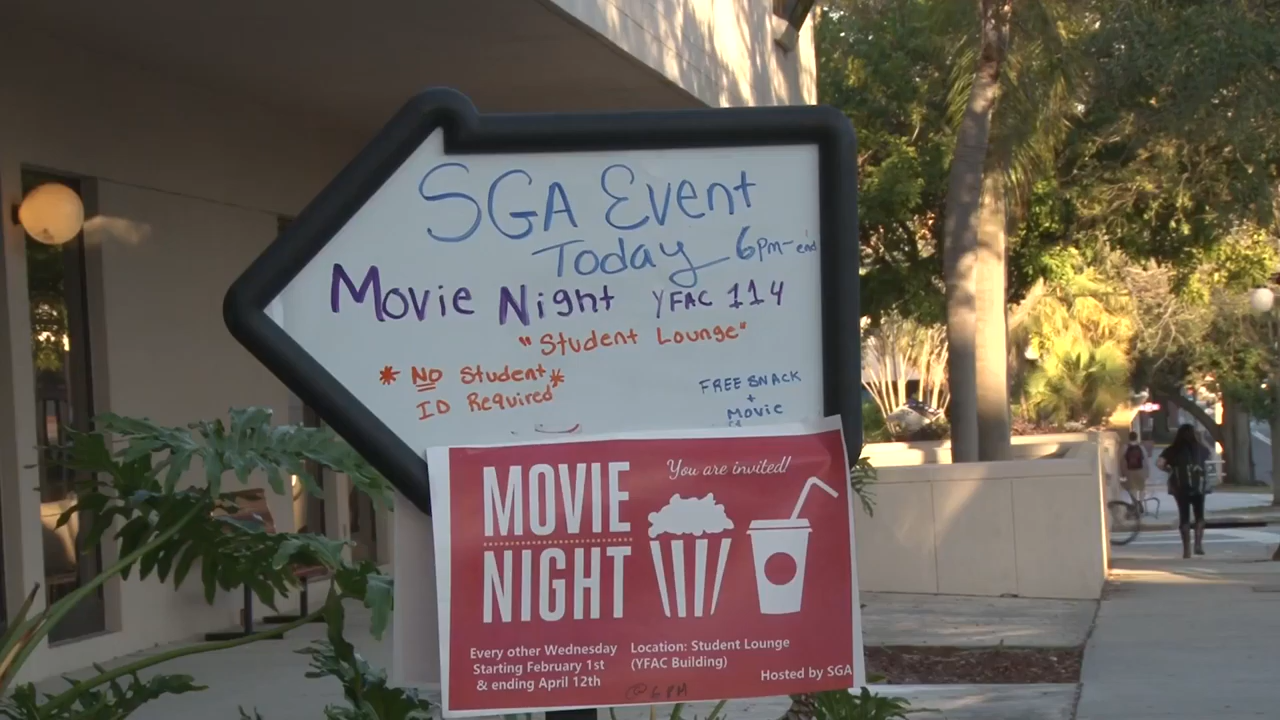 SGA Event
Today 6pm-end
Movie Night YFAC 114
"Student Lounge"
* NO Student *
ID Required
FREE SNACK
+
Movie
MOVIE
NIGHT
You are invited!
Every other Wednesday
Starting February 1st
& ending April 12th
Location: Student Lounge
(YFAC Building)
Hosted by SGA
@6 PM